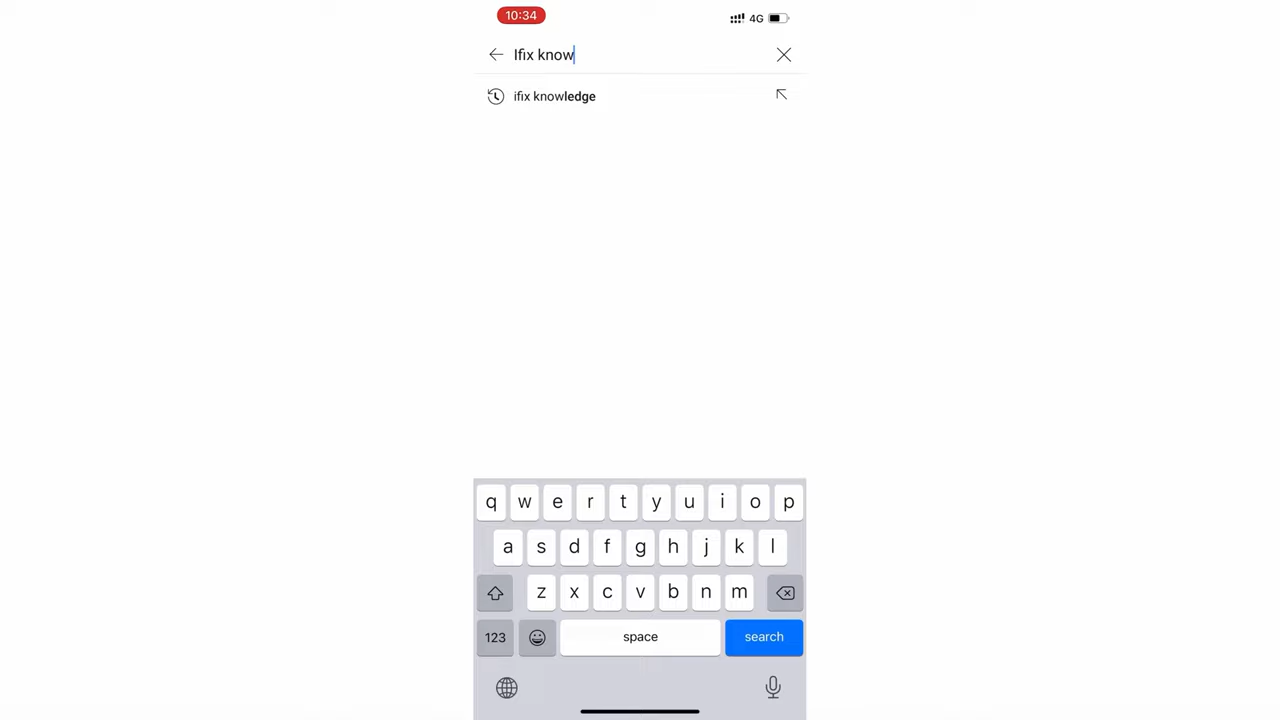 10:34
4G
Ifix know
ifix knowledge
q w e r t y u i o p
a s d f g h j k l
z x c v b n m
123 space search